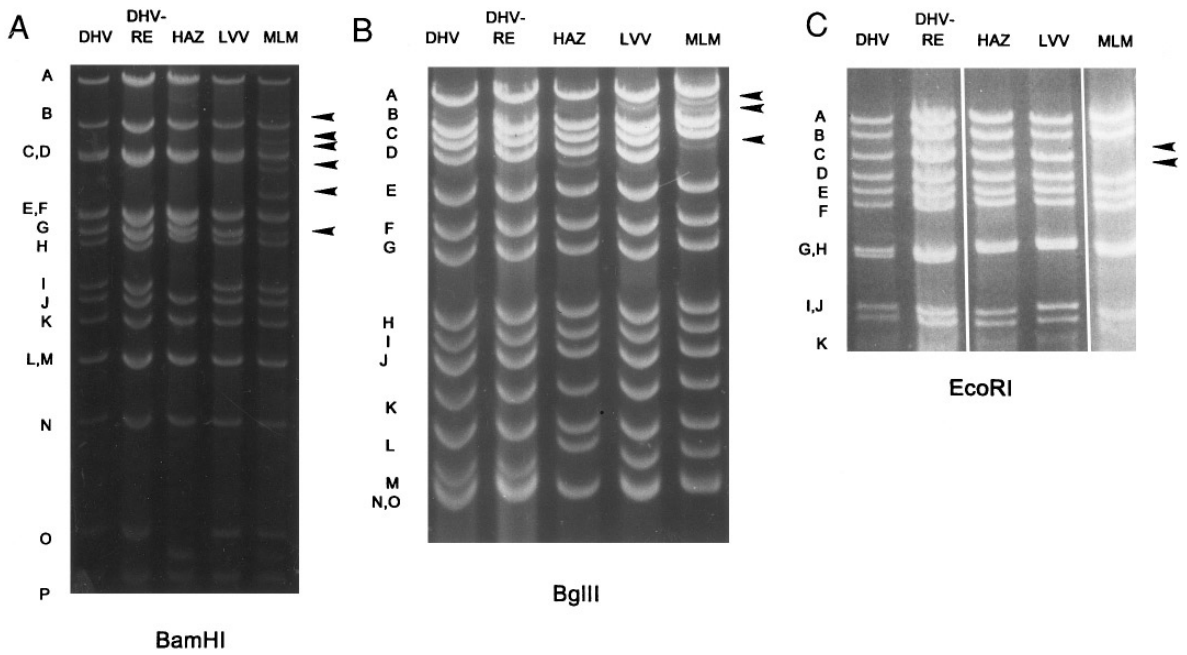 A
DHV DHV-RE HAZ LVV MLM
A
B
C,D
E,F
G
H
I
J
K
L,M
N
O
P
BamHI
B
DHV DHV-RE HAZ LVV MLM
A
B
C
D
E
F
G
H
I
J
K
L
M
N,O
BglII
C
DHV DHV-RE HAZ LVV MLM
A
B
C
D
E
F
G,H
I,J
K
EcoRI